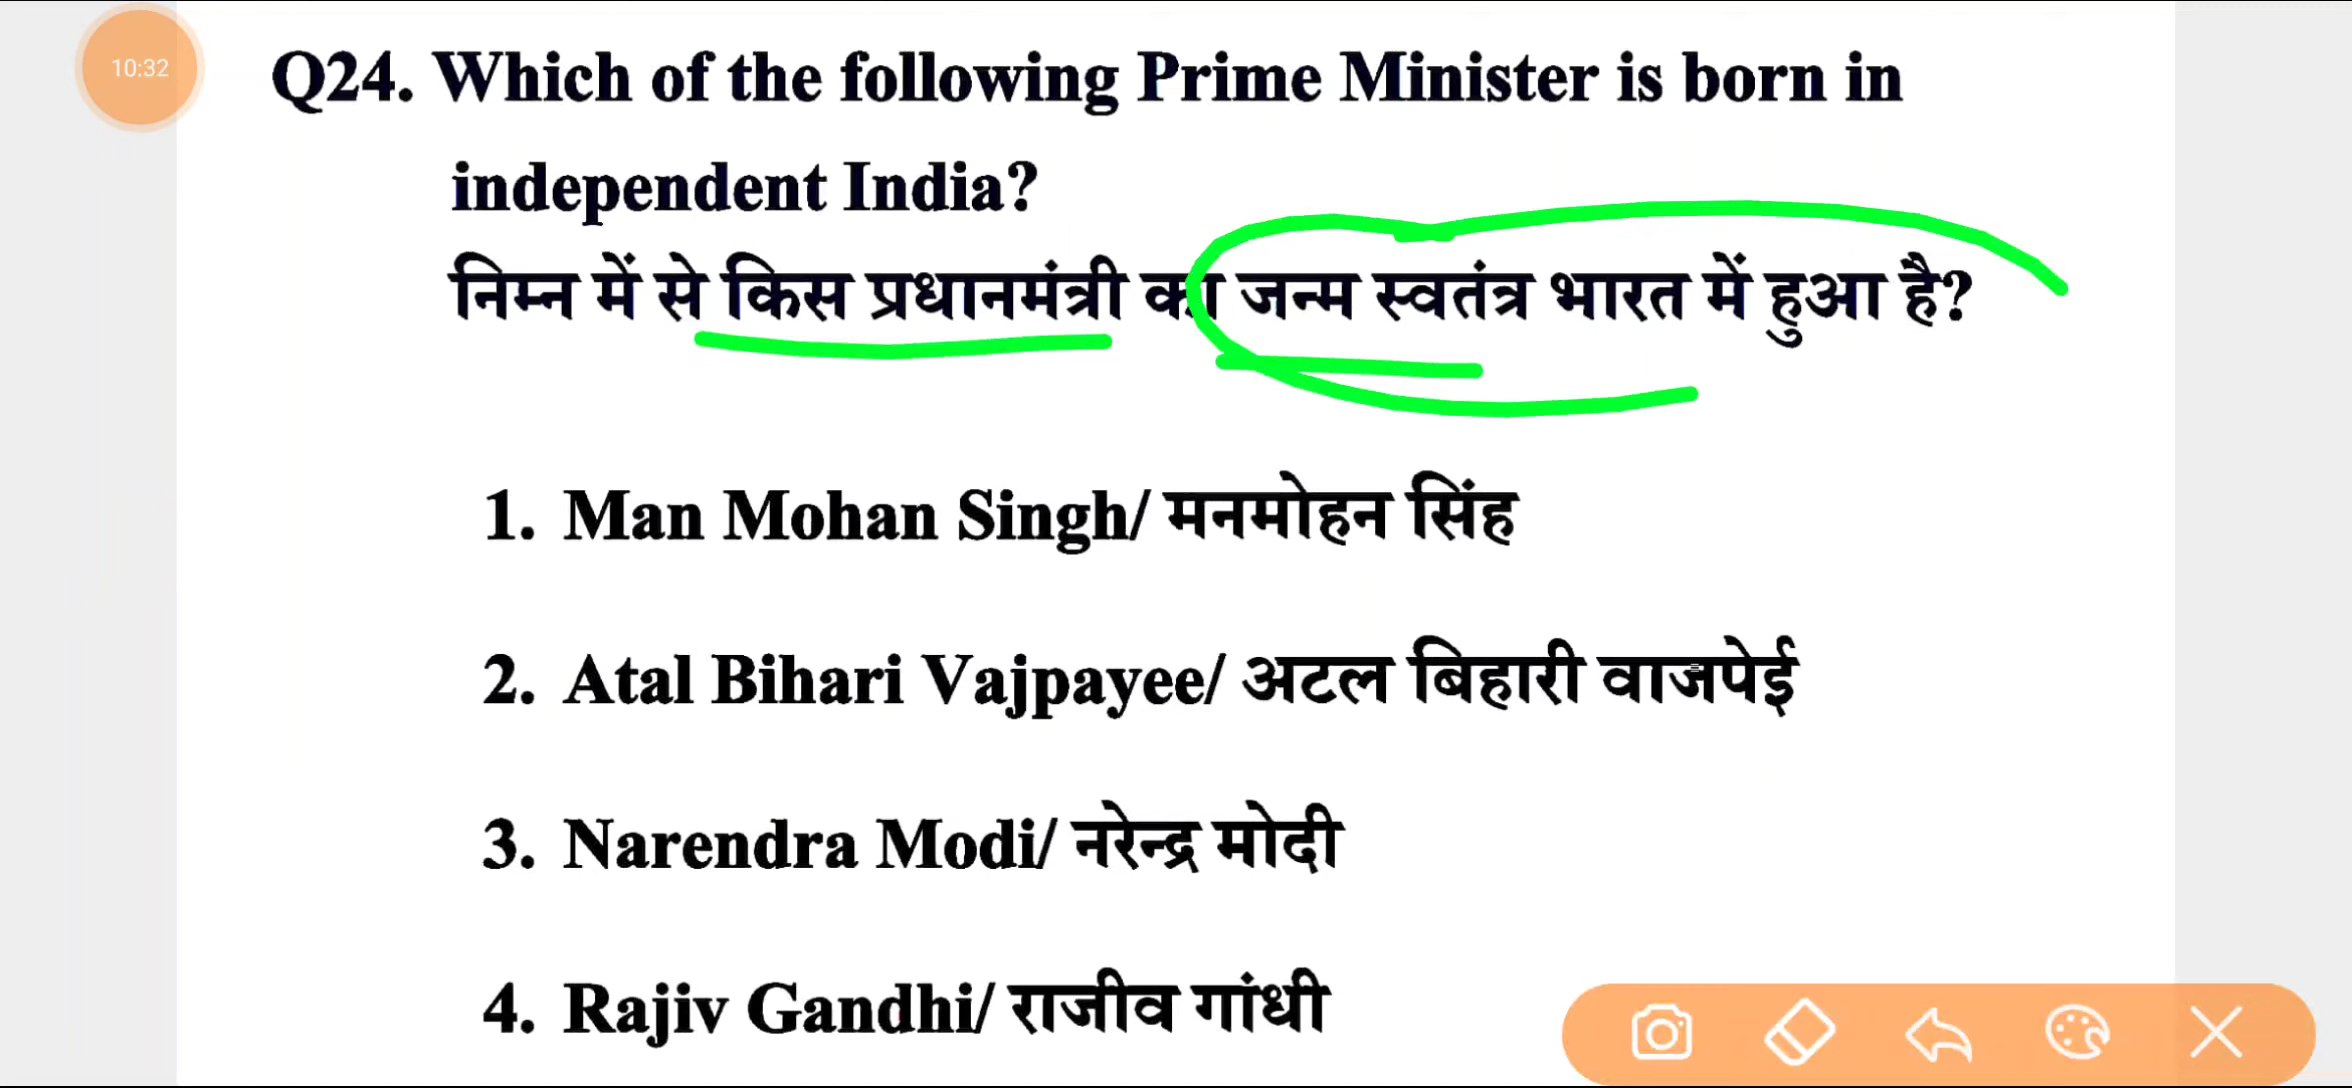 10:32
Q24. Which of the following Prime Minister is born in
independent India?
निम्न में से किस प्रधानमंत्री का जन्म स्वतंत्र भारत में हुआ है?
1. Man Mohan Singh/ मनमोहन सिंह
2. Atal Bihari Vajpayee/ अटल बिहारी वाजपेई
3. Narendra Modi/ नरेन्द्र मोदी
4. Rajiv Gandhi/ राजीव गांधी